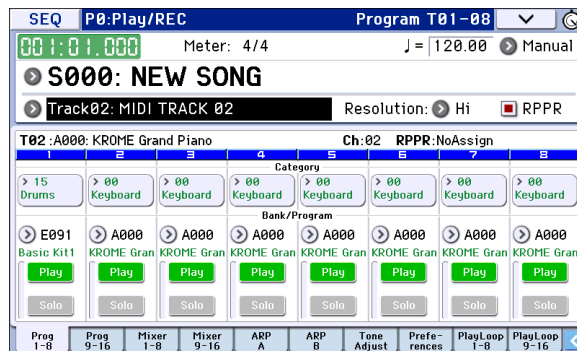 SEQ P0:Play/REC Program T01-08
001:01.000 Meter: 4/4 ♩= 120.00 Manual
S000: NEW SONG
Track02: MIDI TRACK 02 Resolution: Hi RPPR
T02 :A000: KROME Grand Piano Ch:02 RPPR:NoAssign
1 2 3 4 5 6 7 8
Category
> 15 > 00 > 00 > 00 > 00 > 00 > 00 > 00
Drums Keyboard Keyboard Keyboard Keyboard Keyboard Keyboard Keyboard
Bank/Program
E091 A000 A000 A000 A000 A000 A000 A000
Basic Kit1 KROME Gran KROME Gran KROME Gran KROME Gran KROME Gran KROME Gran KROME Gran
Play Play Play Play Play Play Play Play
Solo Solo Solo Solo Solo Solo Solo Solo
Prog Prog Mixer Mixer ARP ARP Tone Prefe- PlayLoop PlayLoop
1-8 9-16 1-8 9-16 A B Adjust rences 1-8 9-16